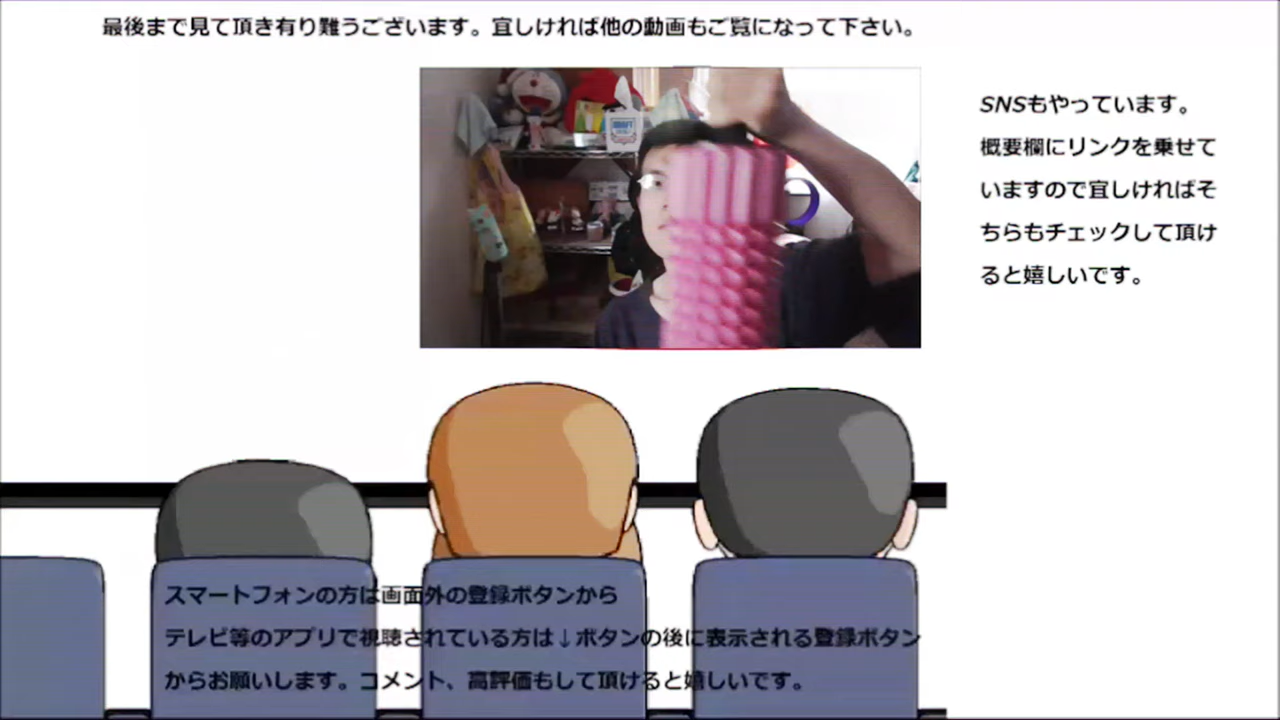 最後まで見て頂き有り難うございます。宜しければ他の動画もご覧になって下さい。
SNSもやっています。
概要欄にリンクを乗せて
いますので宜しければそ
ちらもチェックして頂け
ると嬉しいです。
スマートフォンの方は画面外の登録ボタンから
テレビ等のアプリで視聴されている方は↓ボタンの後に表示される登録ボタン
からお願いします。コメント、高評価もして頂けると嬉しいです。